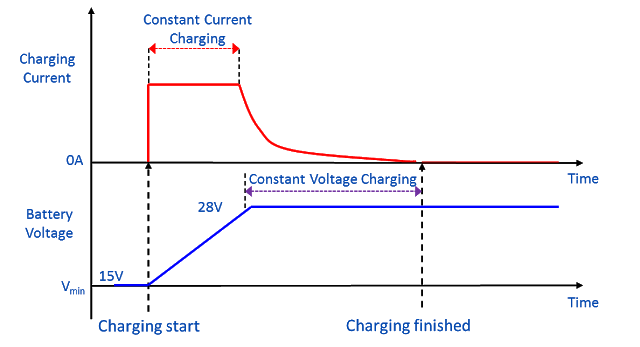 Constant Current
Charging
Charging
Current
0A
Time
Constant Voltage Charging
Battery
Voltage
28V
15V
Vmin
Time
Charging start
Charging finished